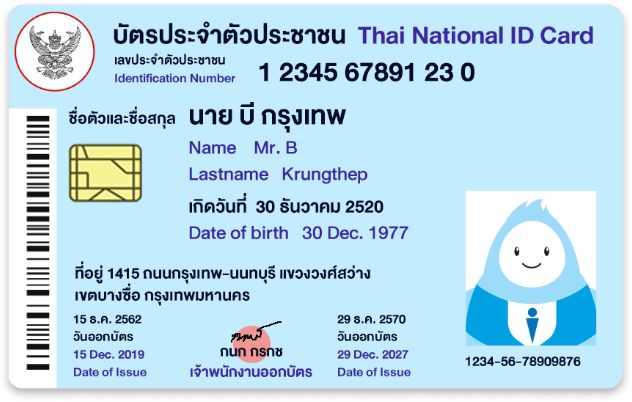 บัตรประจำตัวประชาชน Thai National ID Card
เลขประจำตัวประชาชน
Identification Number 1 2345 67891 23 0
ชื่อตัวและชื่อสกุล นาย บี กรุงเทพ
Name Mr. B
Lastname Krungthep
เกิดวันที่ 30 ธันวาคม 2520
Date of birth 30 Dec. 1977
ที่อยู่ 1415 ถนนกรุงเทพ-นนทบุรี แขวงวงศ์สว่าง
เขตบางซื่อ กรุงเทพมหานคร
15 ธ.ค. 2562
วันออกบัตร
15 Dec. 2019
Date of Issue
กนก กรกช
เจ้าพนักงานออกบัตร
29 ธ.ค. 2570
วันออกบัตร
29 Dec. 2027
Date of Issue
1234-56-78909876